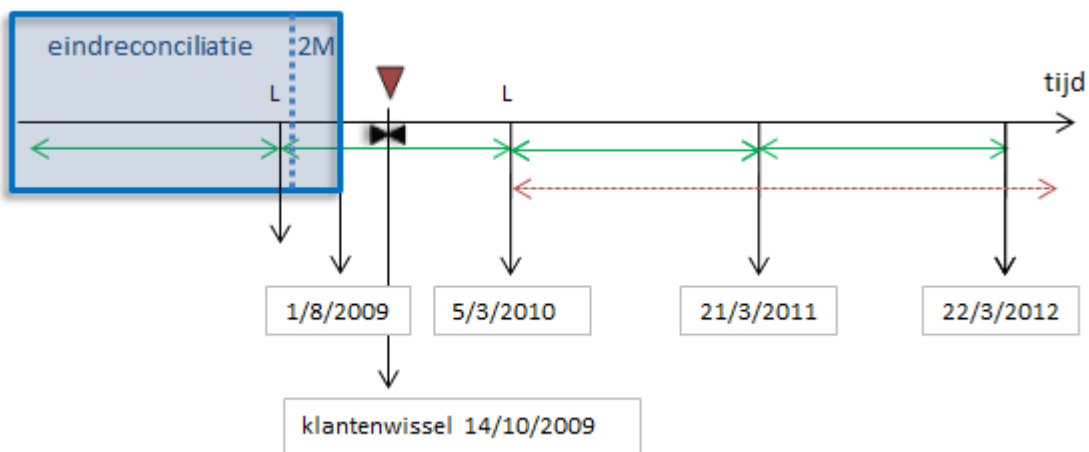 eindreconciliatie 2M
L L tijd
1/8/2009 5/3/2010 21/3/2011 22/3/2012
klantenwissel 14/10/2009